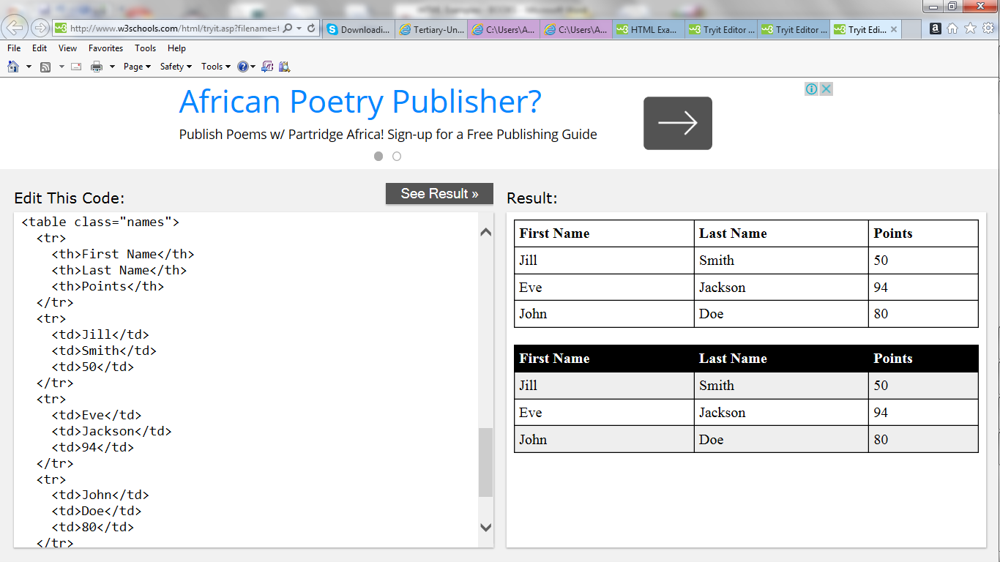 http://www.w3schools.com/html/tryit.asp?filename=t
Downloadi...
Tertiary-Un...
C:\Users\A...
C:\Users\A...
HTML Exa...
Tryit Editor ...
Tryit Editor ...
Tryit Edi...
File Edit View Favorites Tools Help
Page Safety Tools
African Poetry Publisher?
Publish Poems w/ Partridge Africa! Sign-up for a Free Publishing Guide
Edit This Code:
See Result »
<table class="names">
<tr>
<th>First Name</th>
<th>Last Name</th>
<th>Points</th>
</tr>
<tr>
<td>Jill</td>
<td>Smith</td>
<td>50</td>
</tr>
<tr>
<td>Eve</td>
<td>Jackson</td>
<td>94</td>
</tr>
<tr>
<td>John</td>
<td>Doe</td>
<td>80</td>
</tr>
Result:
First Name Last Name Points
Jill Smith 50
Eve Jackson 94
John Doe 80
First Name Last Name Points
Jill Smith 50
Eve Jackson 94
John Doe 80